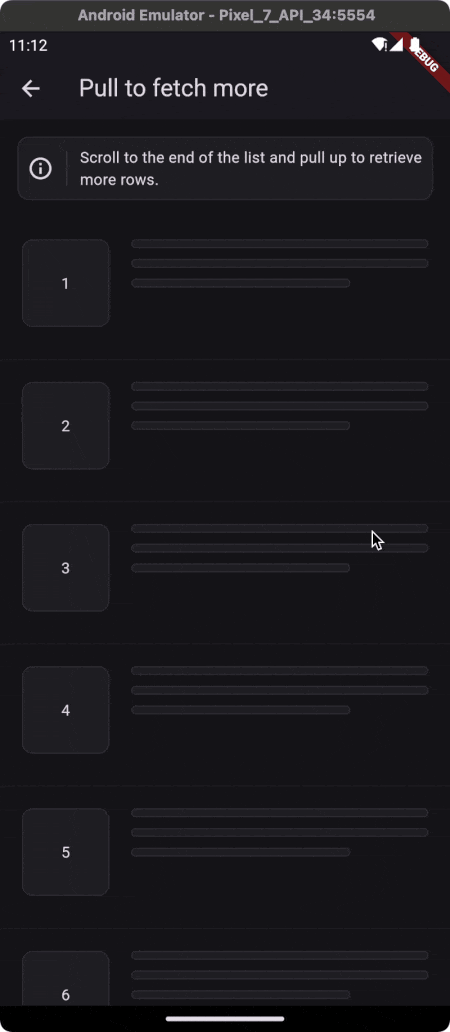 Android Emulator - Pixel_7_API_34:5554
11:12
DEBUG
Pull to fetch more
Scroll to the end of the list and pull up to retrieve
more rows.
1
2
3
4
5
6